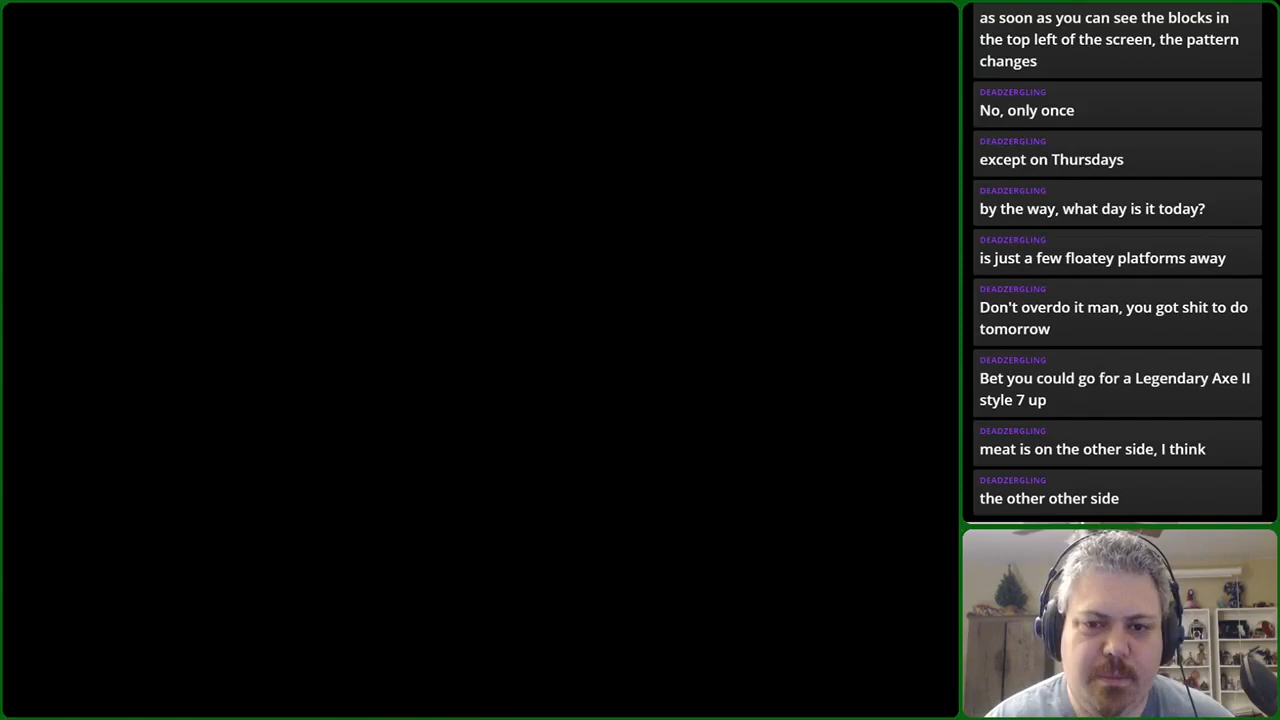 as soon as you can see the blocks in
the top left of the screen, the pattern
changes
DEADZERGLING
No, only once
DEADZERGLING
except on Thursdays
DEADZERGLING
by the way, what day is it today?
DEADZERGLING
is just a few floatey platforms away
DEADZERGLING
Don't overdo it man, you got shit to do
tomorrow
DEADZERGLING
Bet you could go for a Legendary Axe II
style 7 up
DEADZERGLING
meat is on the other side, I think
DEADZERGLING
the other other side